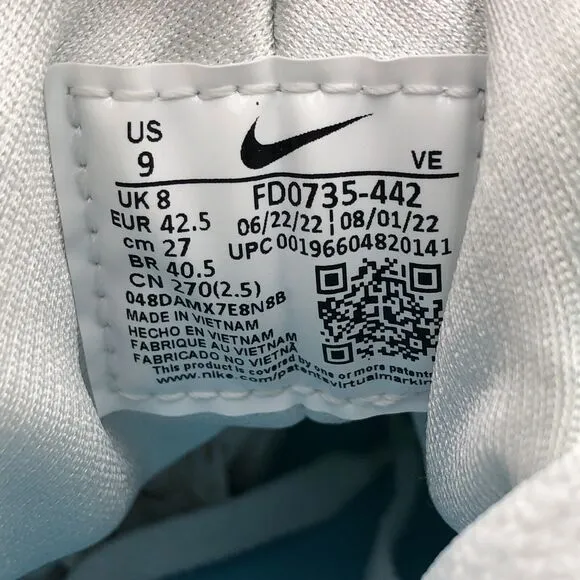 US
9
VE
UK 8
FD0735-442
EUR 42.5
06/22/22 | 08/01/22
cm 27
UPC 00196604820141
BR 40.5
CN 270(2.5)
048DAMX7E8N8B
MADE IN VIETNAM
HECHO EN VIETNAM
FABRIQUE AU VIETNAM
FABRICADO NO VIETNÃ
This product is covered by one or more patents
www.nike.com/patentsvirtualmarkin